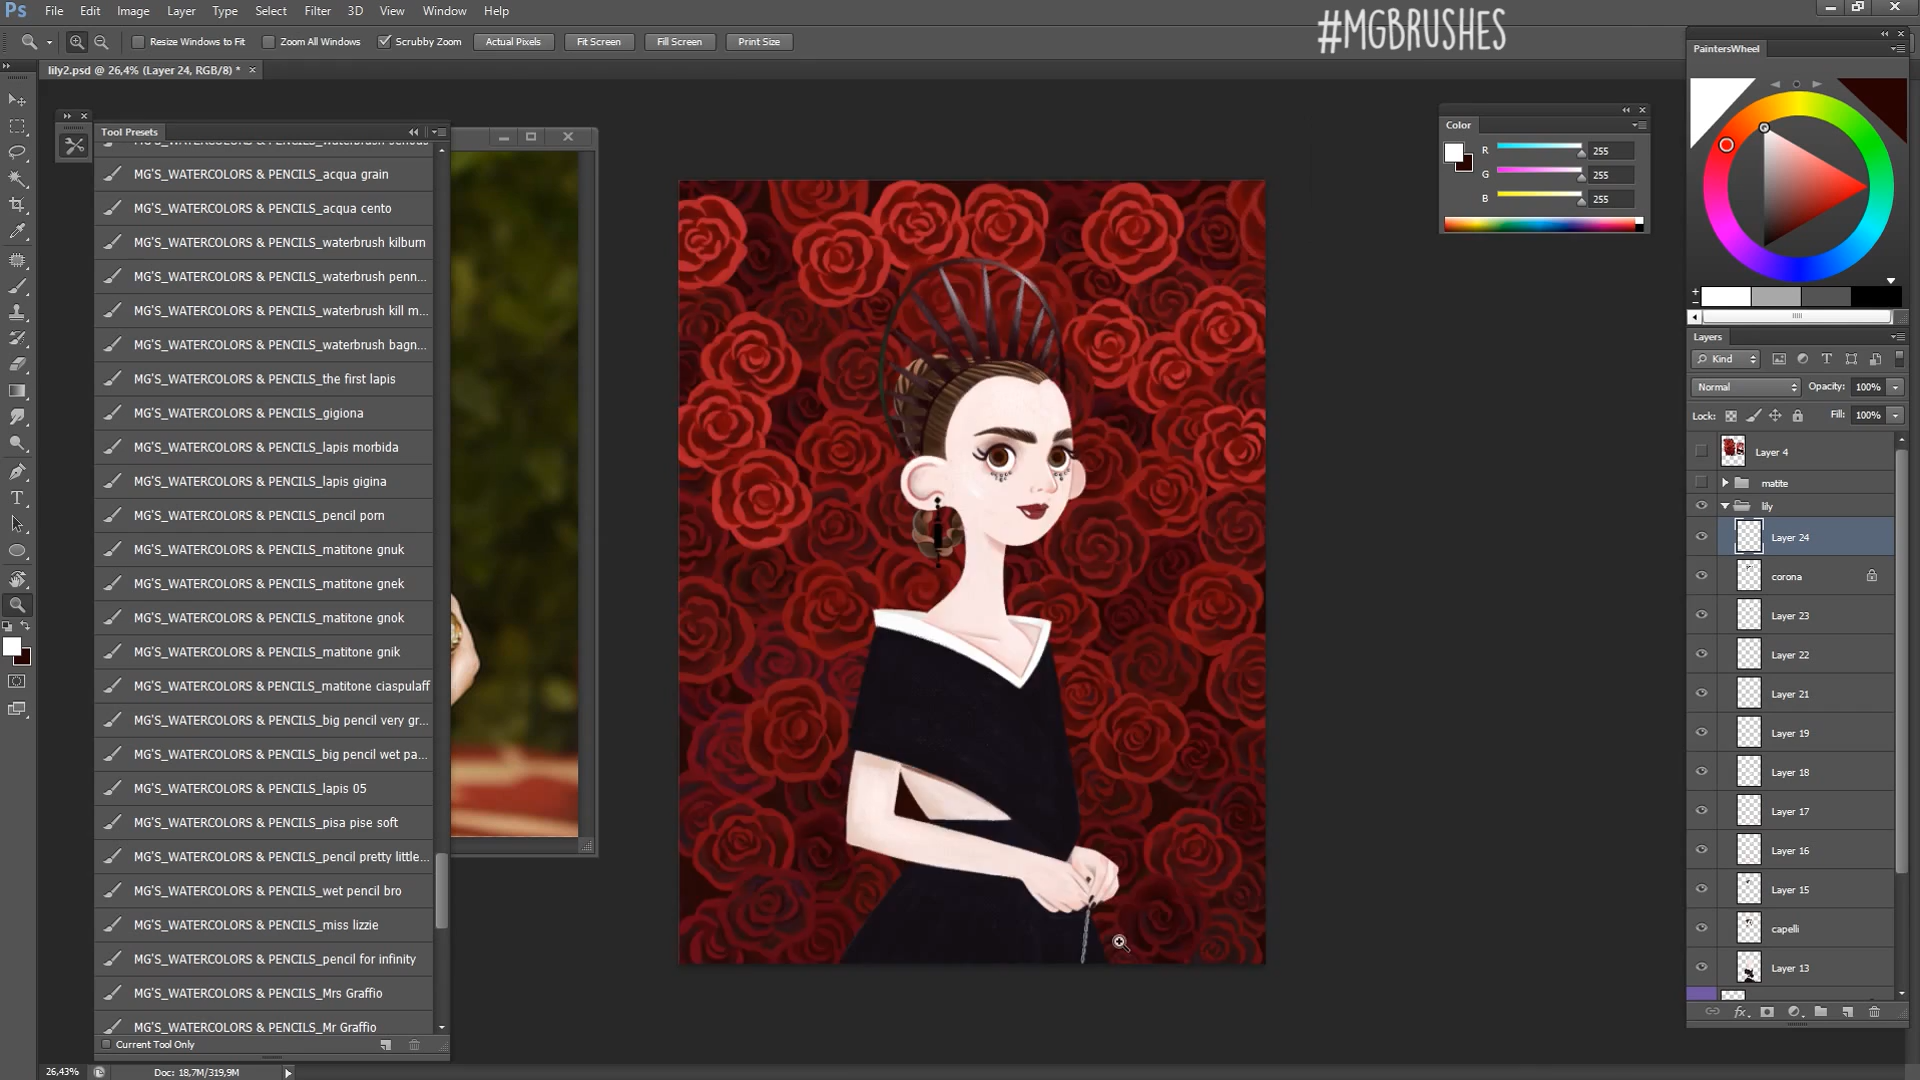 Ps File Edit Image Layer Type Select Filter 3D View Window Help
#MGBRUSHES
Resize Windows to Fit Zoom All Windows Scrubby Zoom Actual Pixels Fit Screen Fill Screen Print Size
lily2.psd @ 26,4% (Layer 24, RGB/8) *
Tool Presets
MG'S_WATERCOLORS & PENCILS_acqua grain
MG'S_WATERCOLORS & PENCILS_acqua cento
MG'S_WATERCOLORS & PENCILS_waterbrush kilburn
MG'S_WATERCOLORS & PENCILS_waterbrush penn...
MG'S_WATERCOLORS & PENCILS_waterbrush kill m...
MG'S_WATERCOLORS & PENCILS_waterbrush bagn...
MG'S_WATERCOLORS & PENCILS_the first lapis
MG'S_WATERCOLORS & PENCILS_gigiona
MG'S_WATERCOLORS & PENCILS_lapis morbida
MG'S_WATERCOLORS & PENCILS_lapis gigina
MG'S_WATERCOLORS & PENCILS_pencil porn
MG'S_WATERCOLORS & PENCILS_matitone gnuk
MG'S_WATERCOLORS & PENCILS_matitone gnek
MG'S_WATERCOLORS & PENCILS_matitone gnok
MG'S_WATERCOLORS & PENCILS_matitone gnik
MG'S_WATERCOLORS & PENCILS_matitone ciaspulaff
MG'S_WATERCOLORS & PENCILS_big pencil very gr...
MG'S_WATERCOLORS & PENCILS_big pencil wet pa...
MG'S_WATERCOLORS & PENCILS_lapis 05
MG'S_WATERCOLORS & PENCILS_pisa pise soft
MG'S_WATERCOLORS & PENCILS_pencil pretty little...
MG'S_WATERCOLORS & PENCILS_wet pencil bro
MG'S_WATERCOLORS & PENCILS_miss lizzie
MG'S_WATERCOLORS & PENCILS_pencil for infinity
MG'S_WATERCOLORS & PENCILS_Mrs Graffio
MG'S_WATERCOLORS & PENCILS_Mr Graffio
Current Tool Only
26,43% Doc: 18,7M/319,9M
Color
R 255
G 255
B 255
PaintersWheel
Layers
Kind
Normal Opacity: 100%
Lock: Fill: 100%
Layer 4
matite
lily
Layer 24
corona
Layer 23
Layer 22
Layer 21
Layer 19
Layer 18
Layer 17
Layer 16
Layer 15
capelli
Layer 13
fx